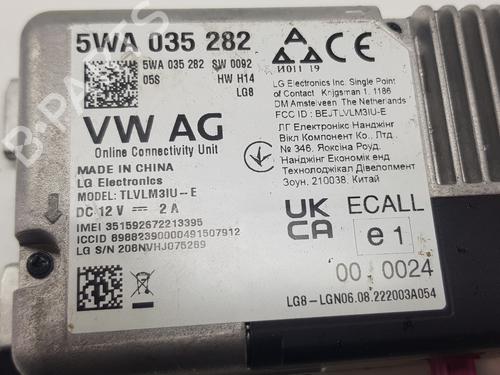 5WA 035 282
5WA 035 282 SW 0092
05S HW H14
LG8
VW AG
Online Connectivity Unit
MADE IN CHINA
LG Electronics
MODEL: TLVLM3IU-E
DC 12 V 2 A
IMEI 351592672213395
ICCID 89882390000491507912
LG S/N 208NVHJ075269
CE
И011 19
LG Electronics Inc. Single Point
of Contact Krijgsman 1, 1186
DM Amstelveen The Netherlands
FCC ID : BEJTLVLM3IU-E
ЛГ Електронікс Нанджінг
Віхл Компонент Ко., Лтд.
№ 346, Яоксіна Роуд.
Нанджінг Економік енд
Технолоджікал Дівелопмент
Зоун. 210038, Китай
UK
CA
ECALL
e1
00 0024
LG8-LGN06.08.222003A054